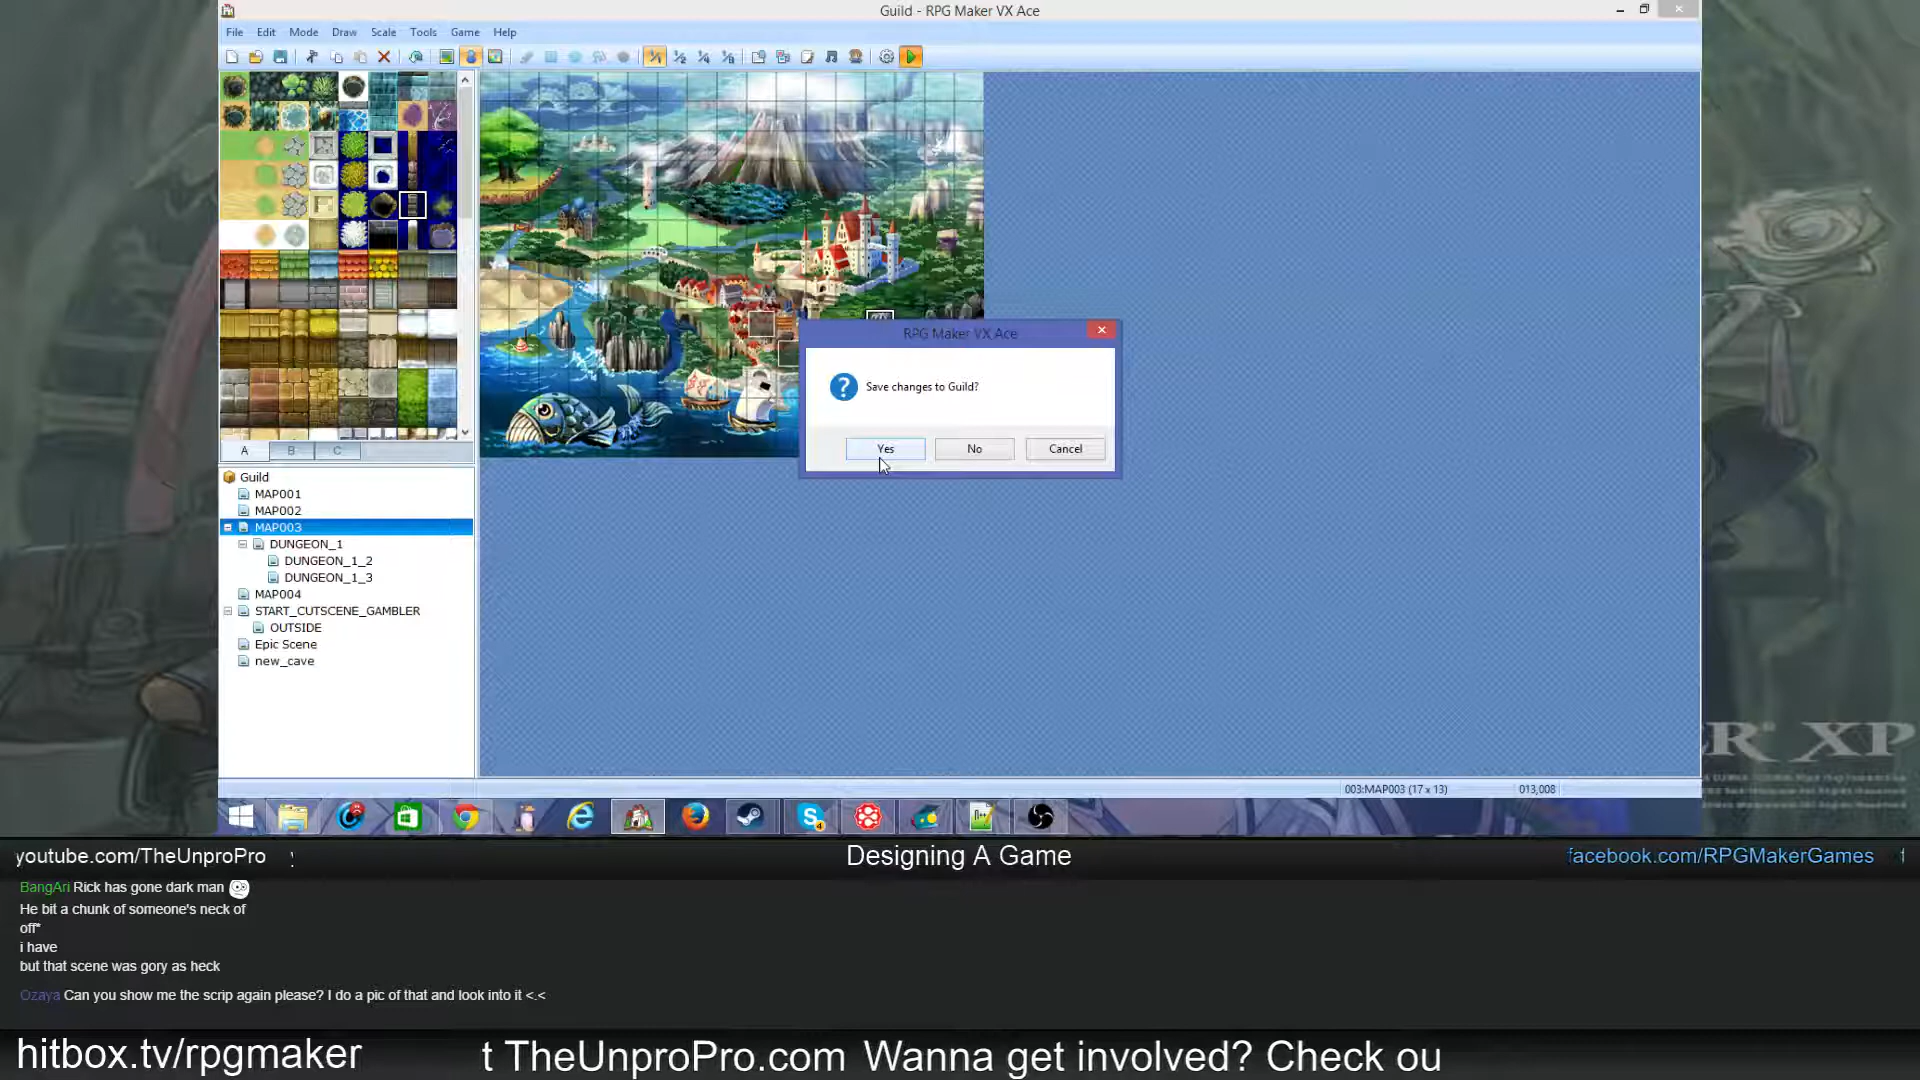 Guild - RPG Maker VX Ace
File Edit Mode Draw Scale Tools Game Help
A B C
Guild
MAP001
MAP002
MAP003
DUNGEON_1
DUNGEON_1_2
DUNGEON_1_3
MAP004
START_CUTSCENE_GAMBLER
OUTSIDE
Epic Scene
new_cave
RPG Maker VX Ace
Save changes to Guild?
Yes No Cancel
003:MAP003 (17 x 13) 013,008
R XP
youtube.com/TheUnproPro
Designing A Game
facebook.com/RPGMakerGames
BangAri Rick has gone dark man
He bit a chunk of someone's neck of
off*
i have
but that scene was gory as heck
Ozaya Can you show me the scrip again please? I do a pic of that and look into it <.<
hitbox.tv/rpgmaker
t TheUnproPro.com Wanna get involved? Check ou